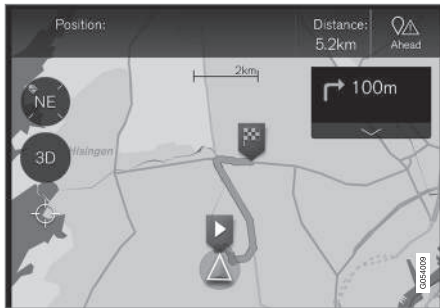 Position:
Distance:
5.2km
Ahead
2km
100m
NE
Hisingen
3D
G054009